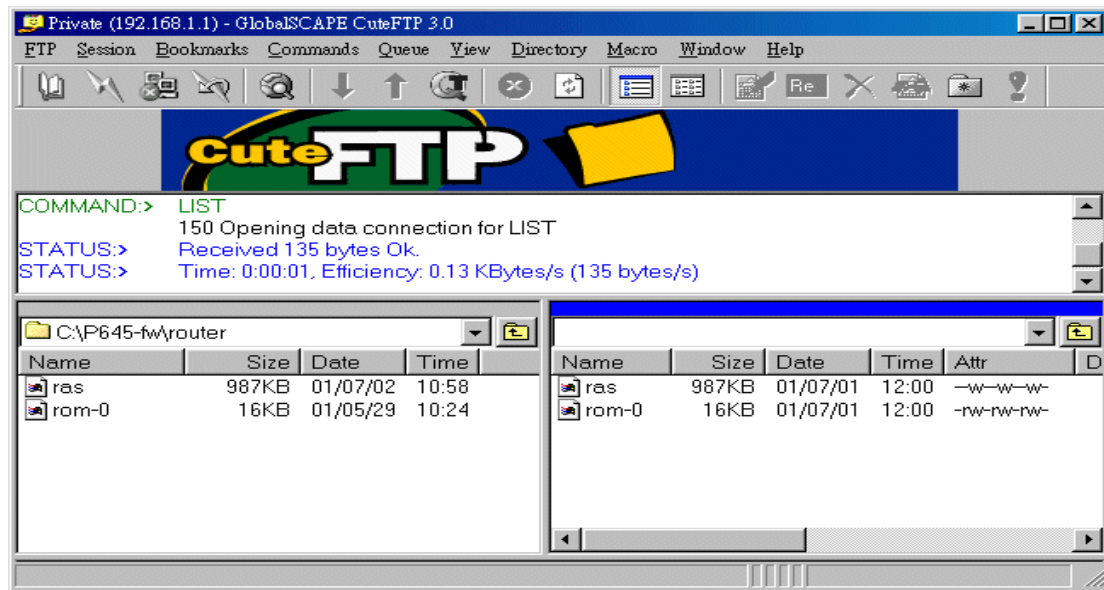 Private (192.168.1.1) - GlobalSCAPE CuteFTP 3.0
FTP Session Bookmarks Commands Queue View Directory Macro Window Help
Re
cute FTP
COMMAND:> LIST
150 Opening data connection for LIST
STATUS:> Received 135 bytes Ok.
STATUS:> Time: 0:00:01, Efficiency: 0.13 KBytes/s (135 bytes/s)
C:\P645-fw\router
Name Size Date Time
ras 987KB 01/07/02 10:58
rom-0 16KB 01/05/29 10:24
Name Size Date Time Attr D
ras 987KB 01/07/01 12:00 --w--w--w-
rom-0 16KB 01/07/01 12:00 -rw-rw-rw-